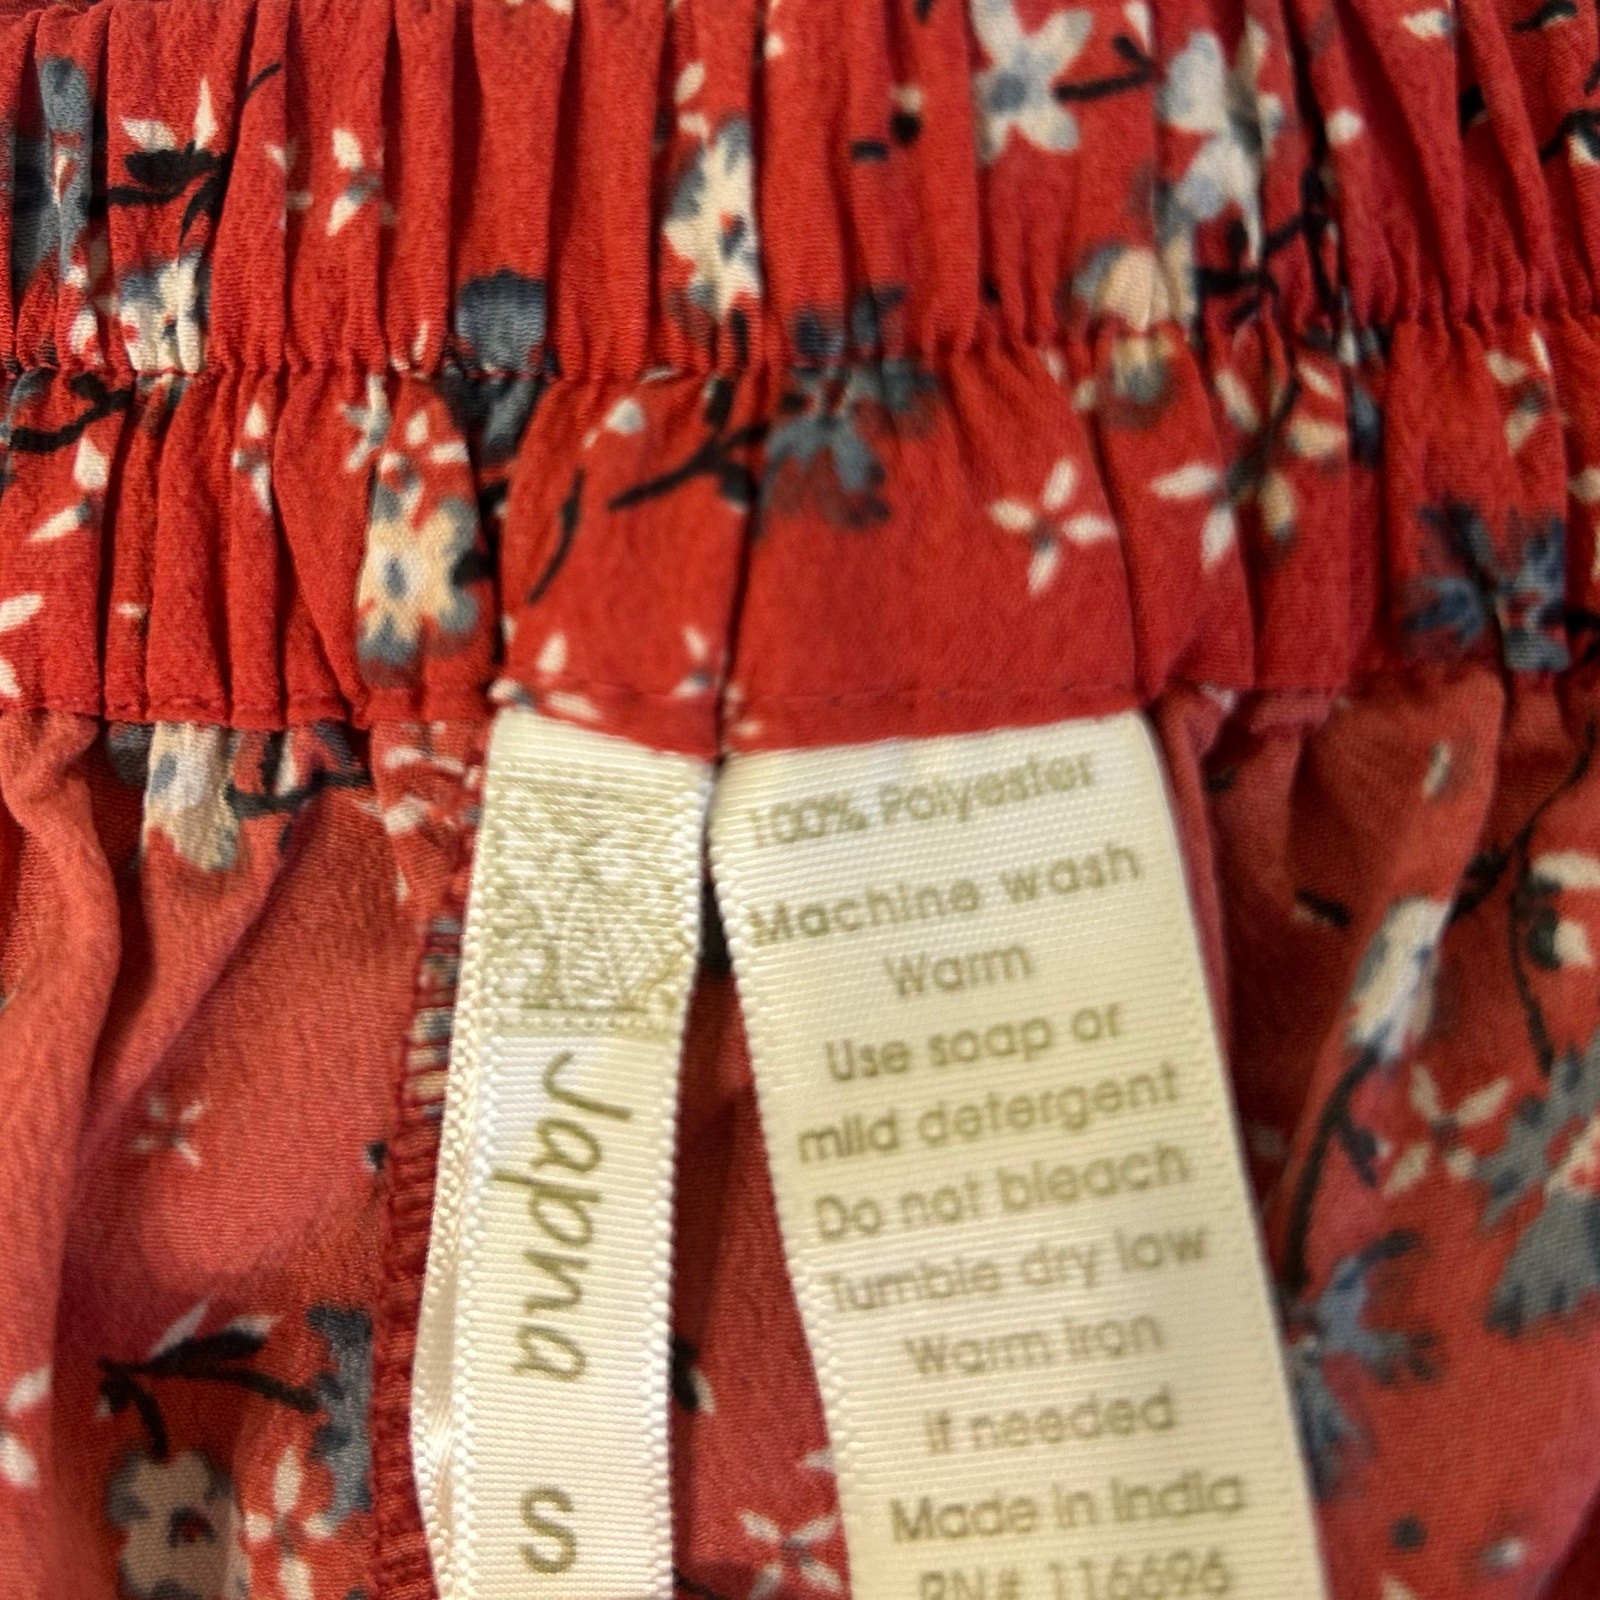 Japna S
100% Polyester
Machine wash
Warm
Use soap or
mild detergent
Do not bleach
Tumble dry low
Warm iron
if needed
Made in India
RN# 116696